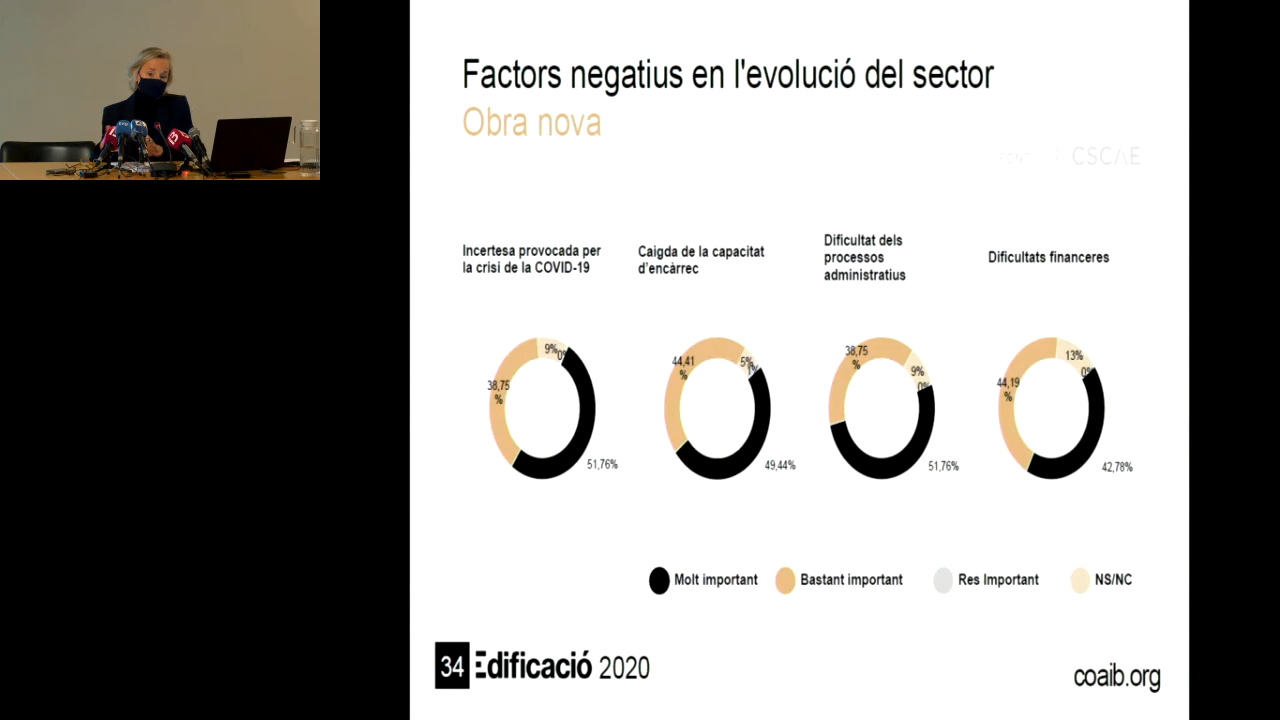 Factors negatius en l'evolució del sector
Obra nova
FONT
CSCAE
Incertesa provocada per
la crisi de la COVID-19
Caigda de la capacitat
d'encàrrec
Dificultat dels
processos
administratius
Dificultats financeres
9%
0%
38,75
%
51,76%
44,41
%
5%
1%
49,44%
38,75
%
9%
0%
51,76%
13%
0%
44,19
%
42,78%
Molt important
Bastant important
Res Important
NS/NC
34 Edificació 2020
coaib.org